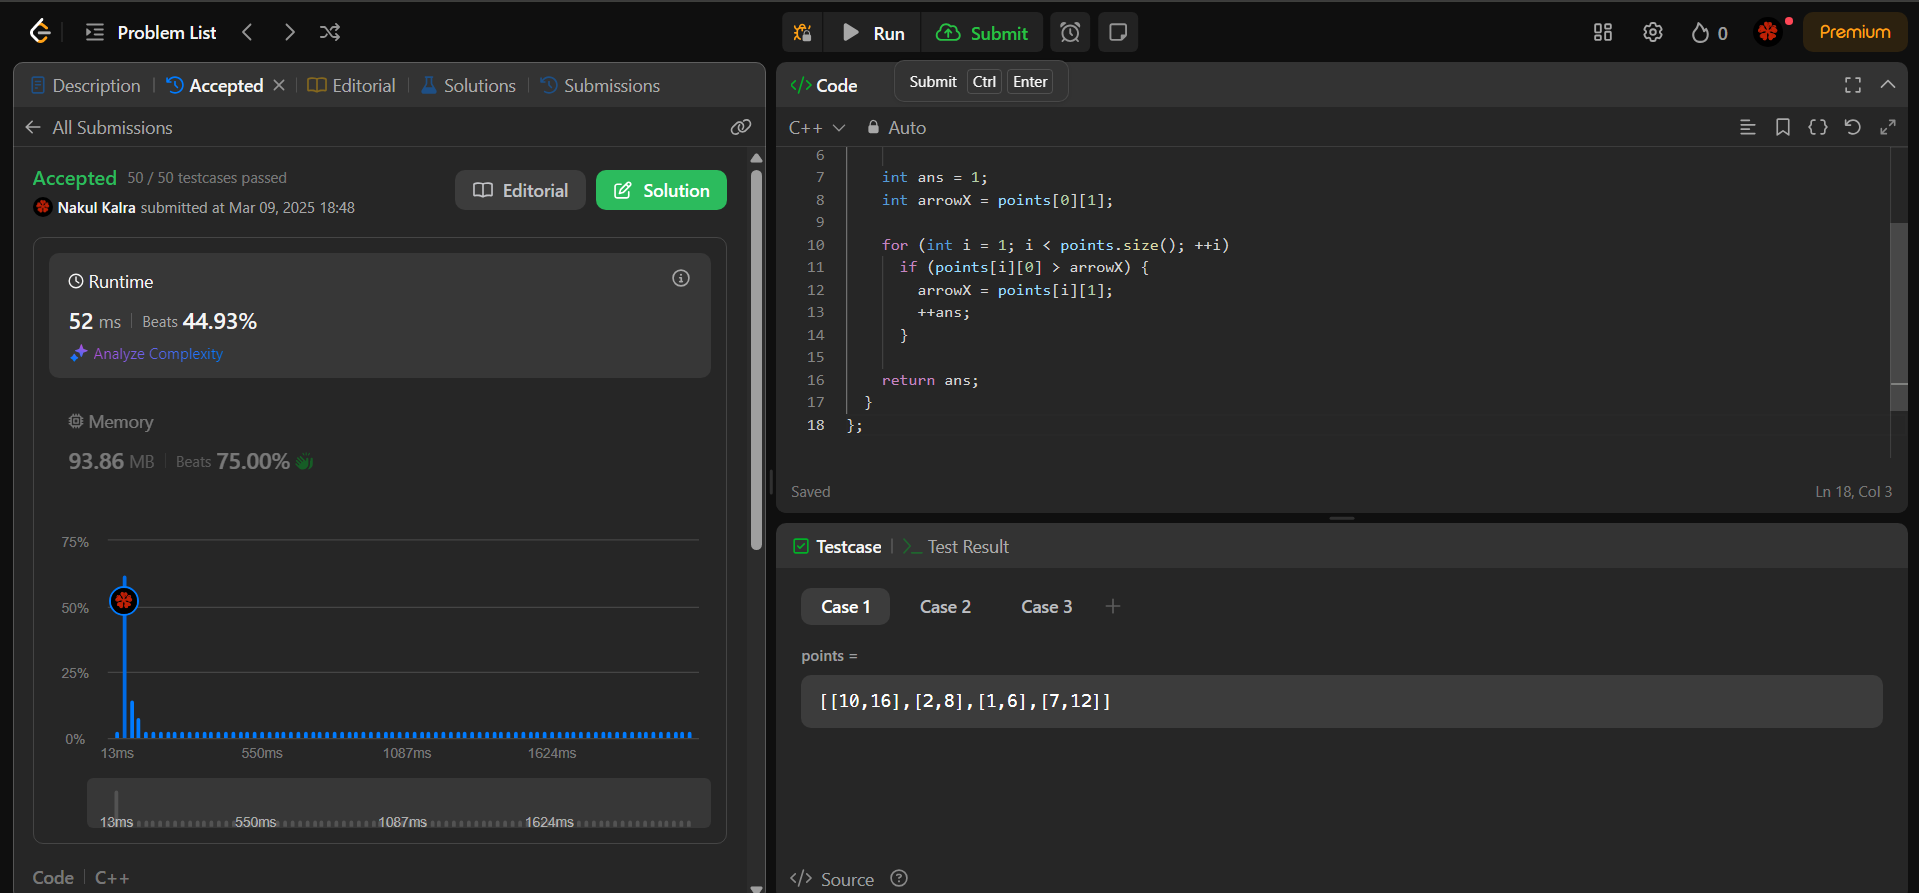 Problem List
Run
Submit
0
Premium
Description
Accepted
Editorial
Solutions
Submissions
All Submissions
Accepted 50 / 50 testcases passed
Nakul Kalra submitted at Mar 09, 2025 18:48
Editorial
Solution
Runtime
52 ms Beats 44.93%
Analyze Complexity
Memory
93.86 MB Beats 75.00%
75%
50%
25%
0%
13ms 550ms 1087ms 1624ms
13ms 550ms 1087ms 1624ms
Code C++
</> Code
Submit Ctrl Enter
C++ Auto
6
7 int ans = 1;
8 int arrowX = points[0][1];
9
10 for (int i = 1; i < points.size(); ++i)
11 if (points[i][0] > arrowX) {
12 arrowX = points[i][1];
13 ++ans;
14 }
15
16 return ans;
17 }
18 };
Saved
Ln 18, Col 3
Testcase
>_ Test Result
Case 1 Case 2 Case 3 +
points =
[[10,16],[2,8],[1,6],[7,12]]
</> Source ?